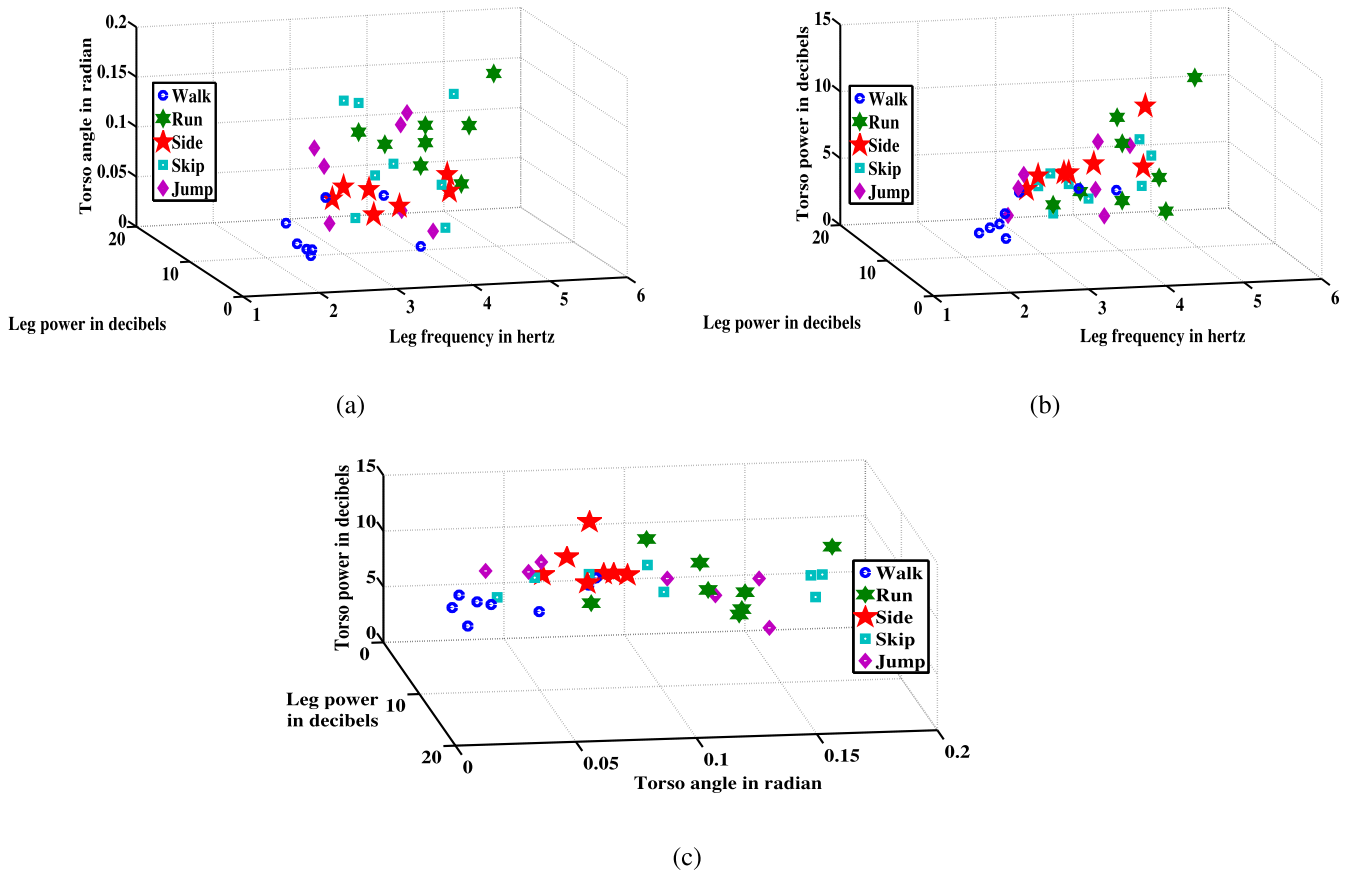 Torso angle in radian
0.2
0.15
0.1
0.05
0
20
10
0
Leg power in decibels
1
2
3
4
5
6
Leg frequency in hertz
Walk
Run
Side
Skip
Jump
(a)
Torso power in decibels
15
10
5
0
20
10
0
Leg power in decibels
1
2
3
4
5
6
Leg frequency in hertz
Walk
Run
Side
Skip
Jump
(b)
Torso power in decibels
15
10
5
0
0
10
20
Leg power
in decibels
0
0.05
0.1
0.15
0.2
Torso angle in radian
Walk
Run
Side
Skip
Jump
(c)